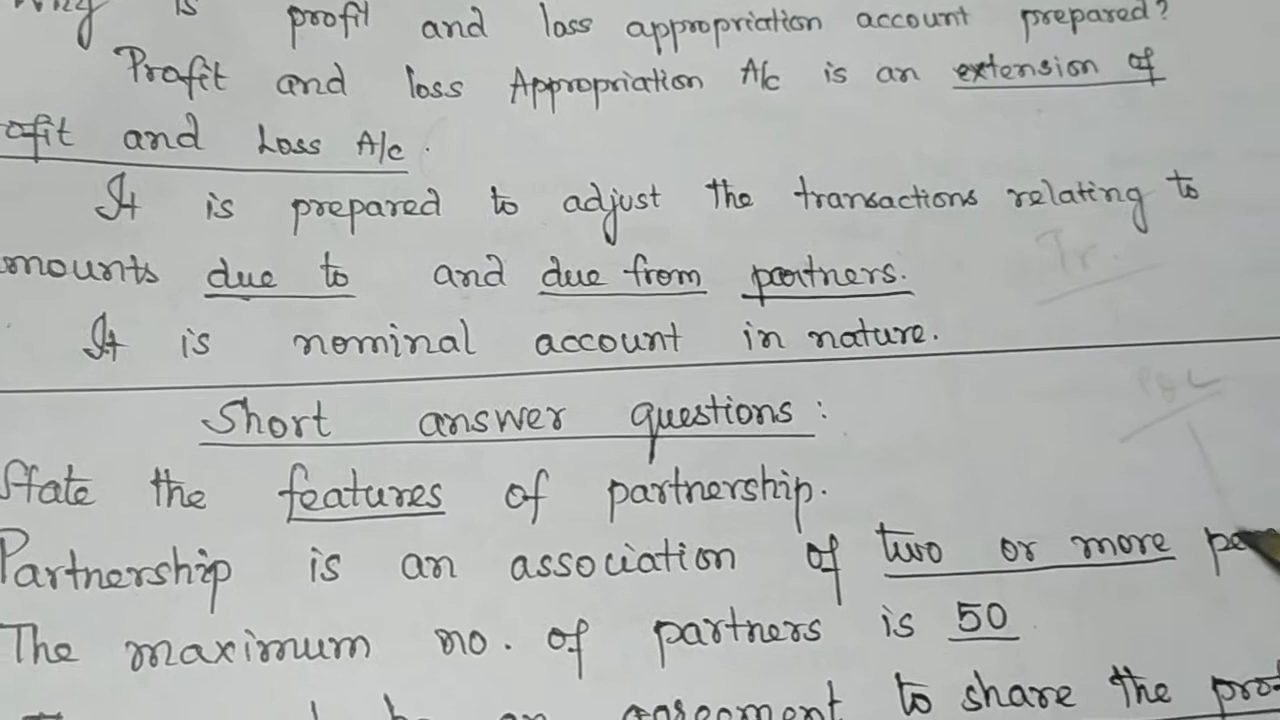 is profit and loss appropriation account prepared?
Profit and loss Appropriation A/c is an extension of
ofit and Loss A/c.
It is prepared to adjust the transactions relating to
mounts due to and due from partners.
It is nominal account in nature.
Short answer questions:
State the features of partnership.
Partnership is an association of two or more
The maximum no. of partners is 50
agreement to share the